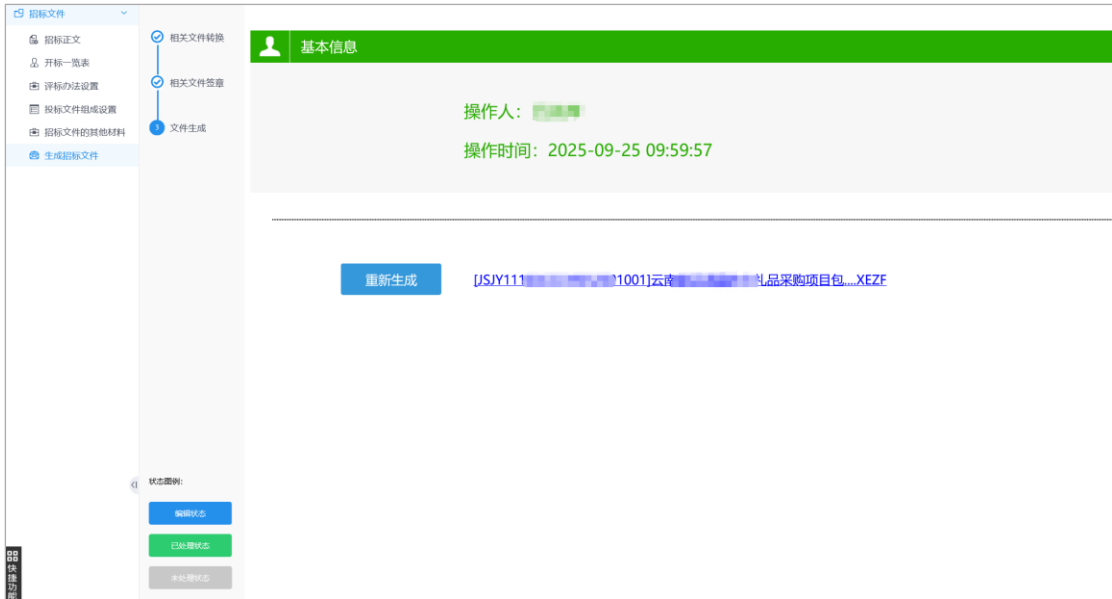 招标文件
招标正文
开标一览表
评标办法设置
投标文件组成设置
招标文件的其他材料
生成招标文件
相关文件转换
相关文件签章
3 文件生成
状态图例：
编辑状态
已处理状态
未处理状态
快捷功能
基本信息
操作人：
操作时间：2025-09-25 09:59:57
重新生成
[JSJY111 1001]云南 礼品采购项目包....XEZF